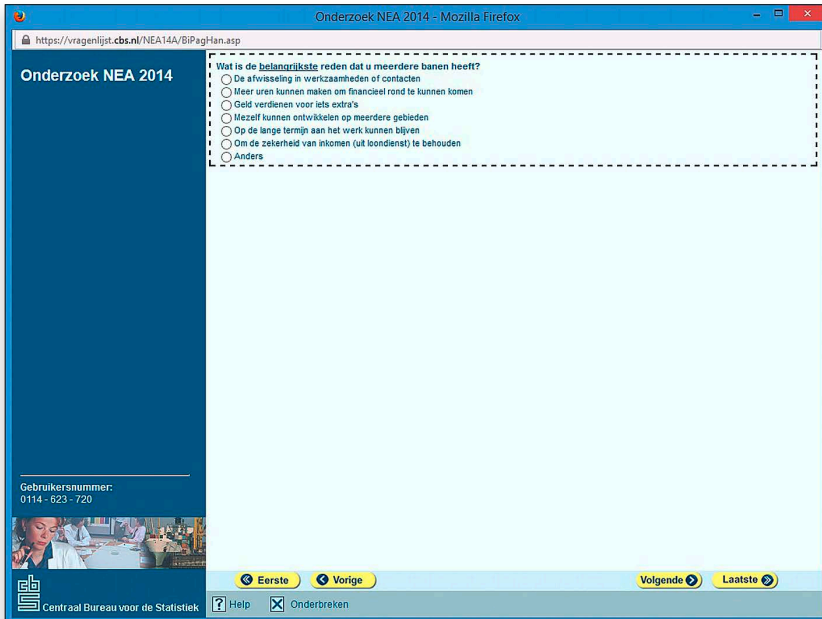 Onderzoek NEA 2014 - Mozilla Firefox
https://vragenlijst.cbs.nl/NEA14A/BiPagHan.asp
Onderzoek NEA 2014
Wat is de belangrijkste reden dat u meerdere banen heeft?
De afwisseling in werkzaamheden of contacten
Meer uren kunnen maken om financieel rond te kunnen komen
Geld verdienen voor iets extra's
Mezelf kunnen ontwikkelen op meerdere gebieden
Op de lange termijn aan het werk kunnen blijven
Om de zekerheid van inkomen (uit loondienst) te behouden
Anders
Gebruikersnummer:
0114 - 623 - 720
Eerste
Vorige
Volgende
Laatste
cbs
Centraal Bureau voor de Statistiek
? Help
Onderbreken